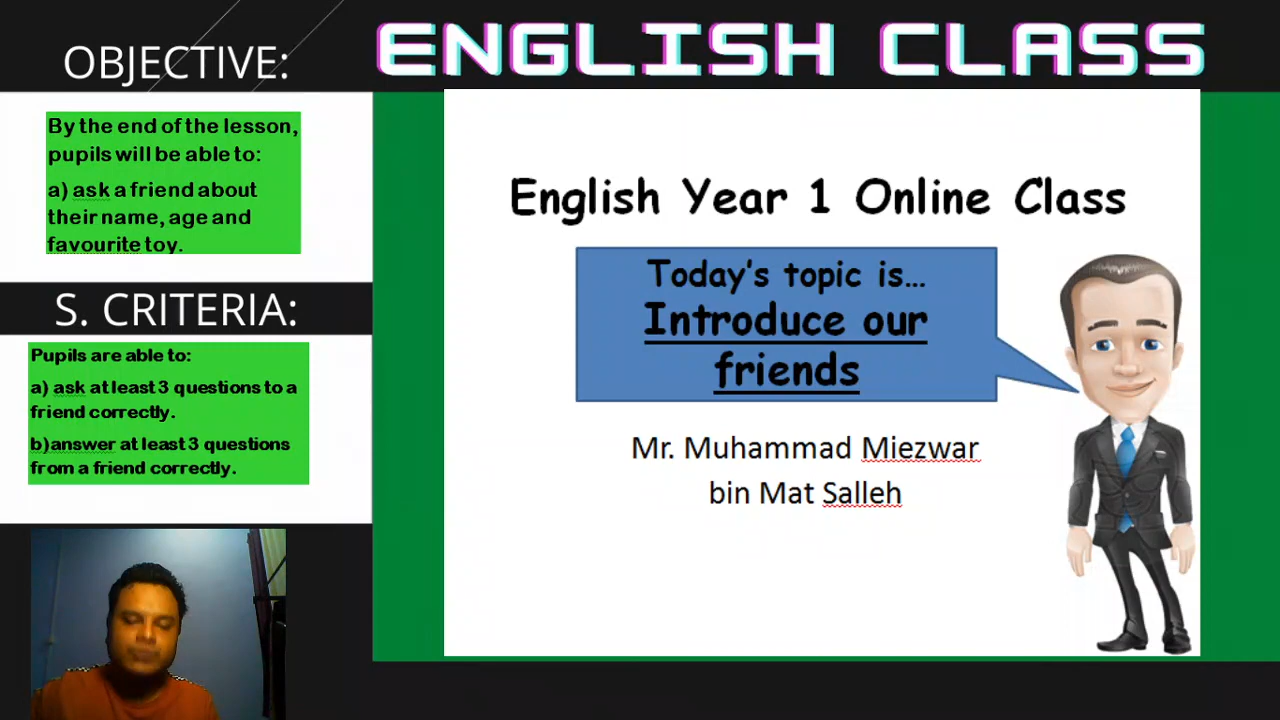 OBJECTIVE:
ENGLISH CLASS
By the end of the lesson,
pupils will be able to:
a) ask a friend about
their name, age and
favourite toy.
S. CRITERIA:
Pupils are able to:
a) ask at least 3 questions to a
friend correctly.
b)answer at least 3 questions
from a friend correctly.
English Year 1 Online Class
Today's topic is...
Introduce our
friends
Mr. Muhammad Miezwar
bin Mat Salleh